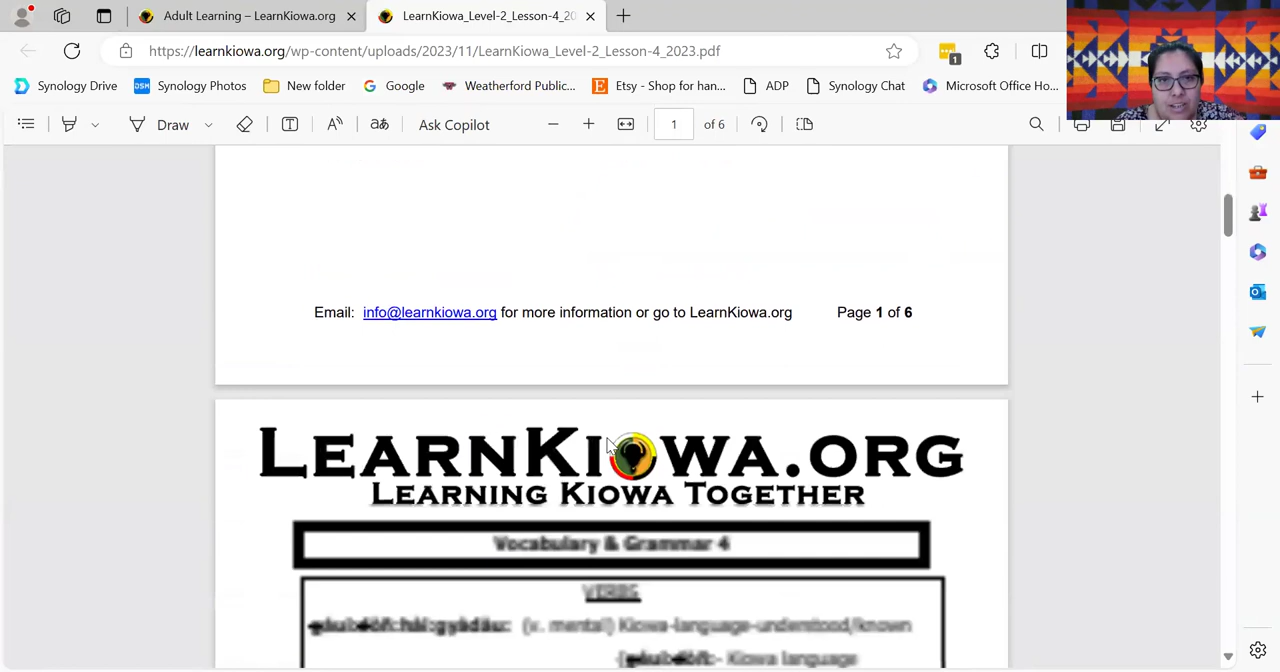 Adult Learning – LearnKiowa.org
LearnKiowa_Level-2_Lesson-4_20
https://learnkiowa.org/wp-content/uploads/2023/11/LearnKiowa_Level-2_Lesson-4_2023.pdf
1
Synology Drive
DSM
Synology Photos
New folder
Google
Weatherford Public...
Etsy - Shop for han...
ADP
Synology Chat
Microsoft Office Ho...
Draw
Ask Copilot
1 of 6
Email: info@learnkiowa.org for more information or go to LearnKiowa.org Page 1 of 6
LEARNKIOWA.ORG
LEARNING KIOWA TOGETHER
Vocabulary & Grammar 4
VERBS
(v. mental) Kiowa-language-understood/known
- Kiowa language